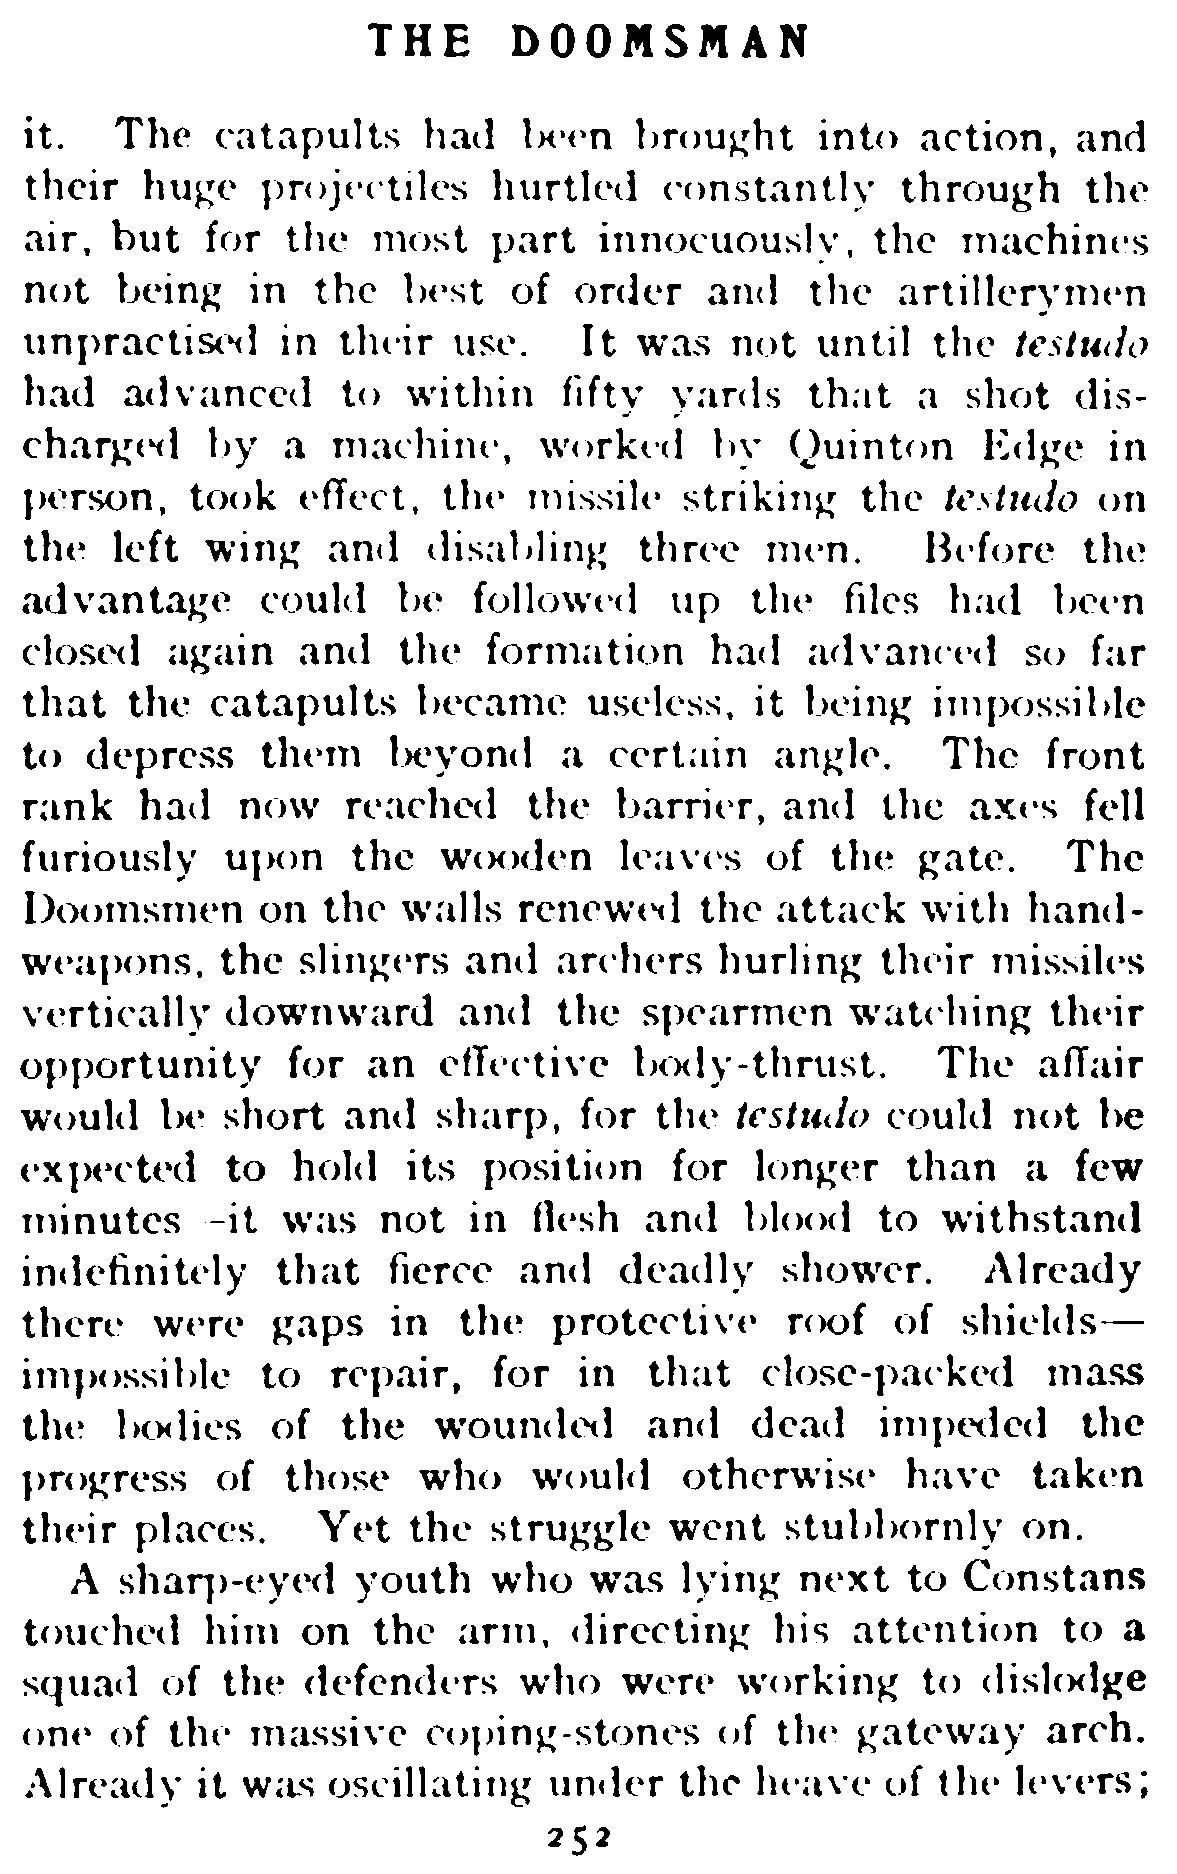 THE DOOMSMAN
it. The catapults had been brought into action, and
their huge projectiles hurtled constantly through the
air, but for the most part innocuously, the machines
not being in the best of order and the artillerymen
unpractised in their use. It was not until the testudo
had advanced to within fifty yards that a shot dis-
charged by a machine, worked by Quinton Edge in
person, took effect, the missile striking the testudo on
the left wing and disabling three men. Before the
advantage could be followed up the files had been
closed again and the formation had advanced so far
that the catapults became useless, it being impossible
to depress them beyond a certain angle. The front
rank had now reached the barrier, and the axes fell
furiously upon the wooden leaves of the gate. The
Doomsmen on the walls renewed the attack with hand-
weapons, the slingers and archers hurling their missiles
vertically downward and the spearmen watching their
opportunity for an effective body-thrust. The affair
would be short and sharp, for the testudo could not be
expected to hold its position for longer than a few
minutes -it was not in flesh and blood to withstand
indefinitely that fierce and deadly shower. Already
there were gaps in the protective roof of shields—
impossible to repair, for in that close-packed mass
the bodies of the wounded and dead impeded the
progress of those who would otherwise have taken
their places. Yet the struggle went stubbornly on.
A sharp-eyed youth who was lying next to Constans
touched him on the arm, directing his attention to a
squad of the defenders who were working to dislodge
one of the massive coping-stones of the gateway arch.
Already it was oscillating under the heave of the levers;
252